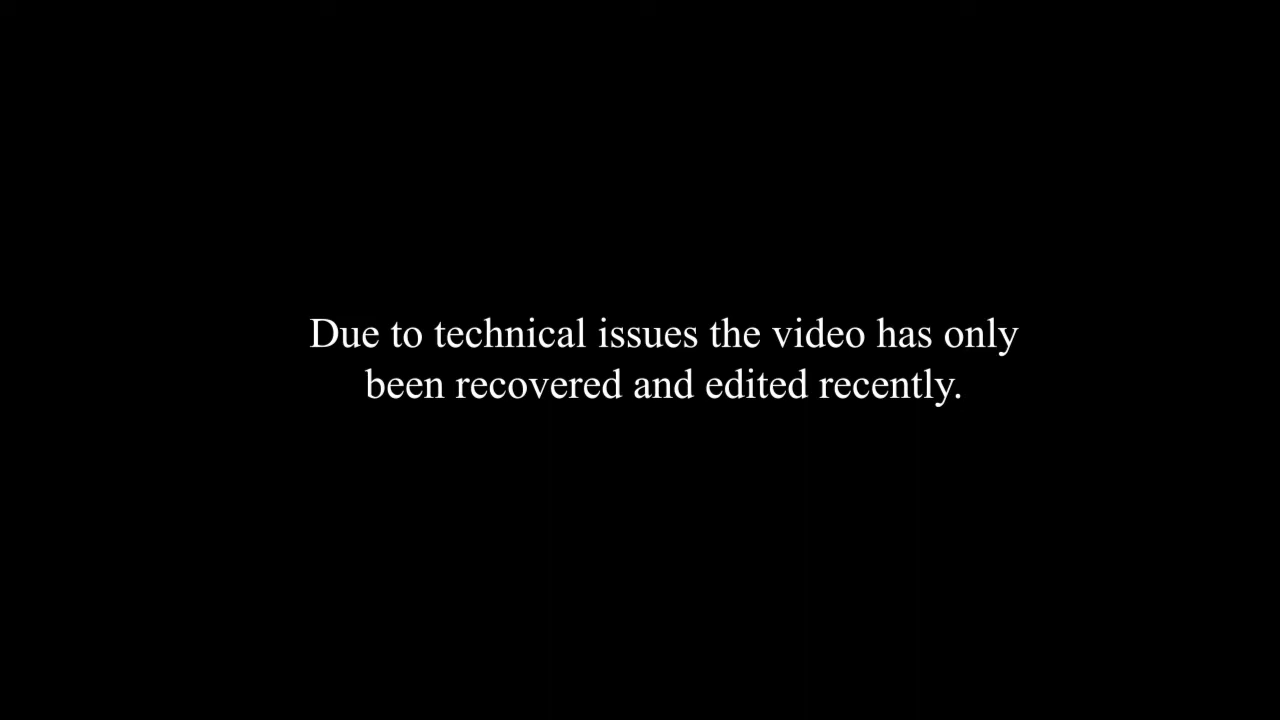 Due to technical issues the video has only
been recovered and edited recently.